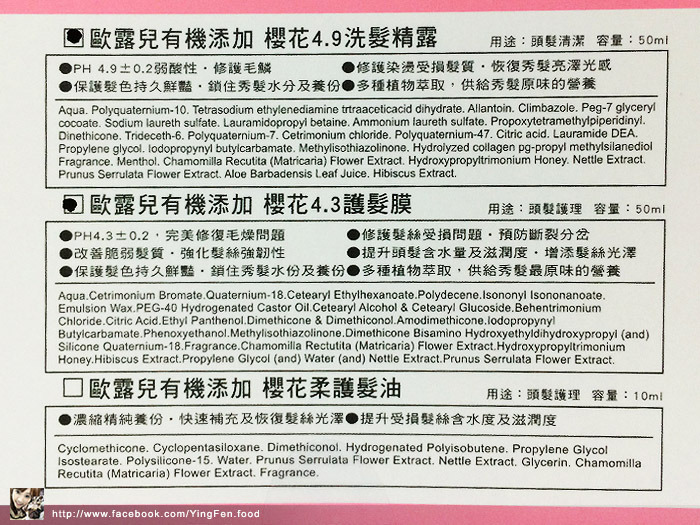 歐露兒有機添加 櫻花4.9洗髮精露 用途：頭髮清潔 容量：50ml
●PH 4.9±0.2弱酸性‧修護毛鱗 ●修護染燙受損髮質‧恢復秀髮亮澤光感
●保護髮色持久鮮豔‧鎖住秀髮水分及養份●多種植物萃取，供給秀髮原味的營養
Aqua. Polyquaternium-10. Tetrasodium ethylenediamine trtraaceticacid dihydrate. Allantoin. Climbazole. Peg-7 glyceryl
cocoate. Sodium laureth sulfate. Lauramidopropyl betaine. Ammonium laureth sulfate. Propoxytetramethylpiperidinyl.
Dinethicone. Trideceth-6. Polyquaternium-7. Cetrimonium chloride. Polyquaternium-47. Citric acid. Lauramide DEA.
Propylene glycol. Iodopropynyl butylcarbamate. Methylisothiazolinone. Hydrolyzed collagen pg-propyl methylsilanediol
Fragrance. Menthol. Chamomilla Recutita (Matricaria) Flower Extract. Hydroxypropyltrimonium Honey. Nettle Extract.
Prunus Serrulata Flower Extract. Aloe Barbadensis Leaf Juice. Hibiscus Extract.
歐露兒有機添加 櫻花4.3護髮膜 用途：頭髮護理 容量：50ml
●PH4.3±0.2，完美修復毛燥問題 ●修護髮絲受損問題‧預防斷裂分岔
●改善脆弱髮質‧強化髮絲強韌性 ●提升頭髮含水量及滋潤度‧增添髮絲光澤
●保護髮色持久鮮豔‧鎖住秀髮水份及養份●多種植物萃取，供給秀髮最原味的營養
Aqua.Cetrimonium Bromate.Quaternium-18.Cetearyl Ethylhexanoate.Polydecene.Isononyl Isononanoate.
Emulsion Wax.PEG-40 Hydrogenated Castor Oil.Cetearyl Alcohol & Cetearyl Glucoside.Behentrimonium
Chloride.Citric Acid.Ethyl Panthenol.Dimethicone & Dimethiconol.Amodimethicone.Iodopropynyl
Butylcarbamate.Phenoxyethanol.Methylisothiazolinone.Dimethicone Bisamino Hydroxyethyldihydroxypropyl (and)
Silicone Quaternium-18.Fragrance.Chamomilla Recutita (Matricaria) Flower Extract.Hydroxypropyltrimonium
Honey.Hibiscus Extract.Propylene Glycol (and) Water (and) Nettle Extract.Prunus Serrulata Flower Extract.
歐露兒有機添加 櫻花柔護髮油 用途：頭髮護理 容量：10ml
●濃縮精純養份‧快速補充及恢復髮絲光澤●提升受損髮絲含水度及滋潤度
Cyclomethicone. Cyclopentasiloxane. Dimethiconol. Hydrogenated Polyisobutene. Propylene Glycol
Isostearate. Polysilicone-15. Water. Prunus Serrulata Flower Extract. Nettle Extract. Glycerin. Chamomilla
Recutita (Matricaria) Flower Extract. Fragrance.
http://www.facebook.com/YingFen.food